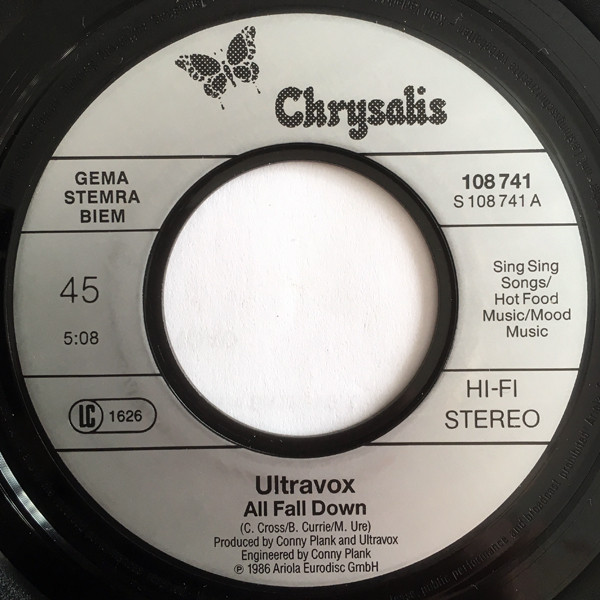 Chrysalis
GEMA
STEMRA
BIEM
108 741
S 108 741 A
45
5:08
Sing Sing
Songs/
Hot Food
Music/Mood
Music
LC 1626
HI-FI
STEREO
Ultravox
All Fall Down
(C. Cross/B. Currie/M. Ure)
Produced by Conny Plank and Ultravox
Engineered by Conny Plank
℗ 1986 Ariola Eurodisc GmbH